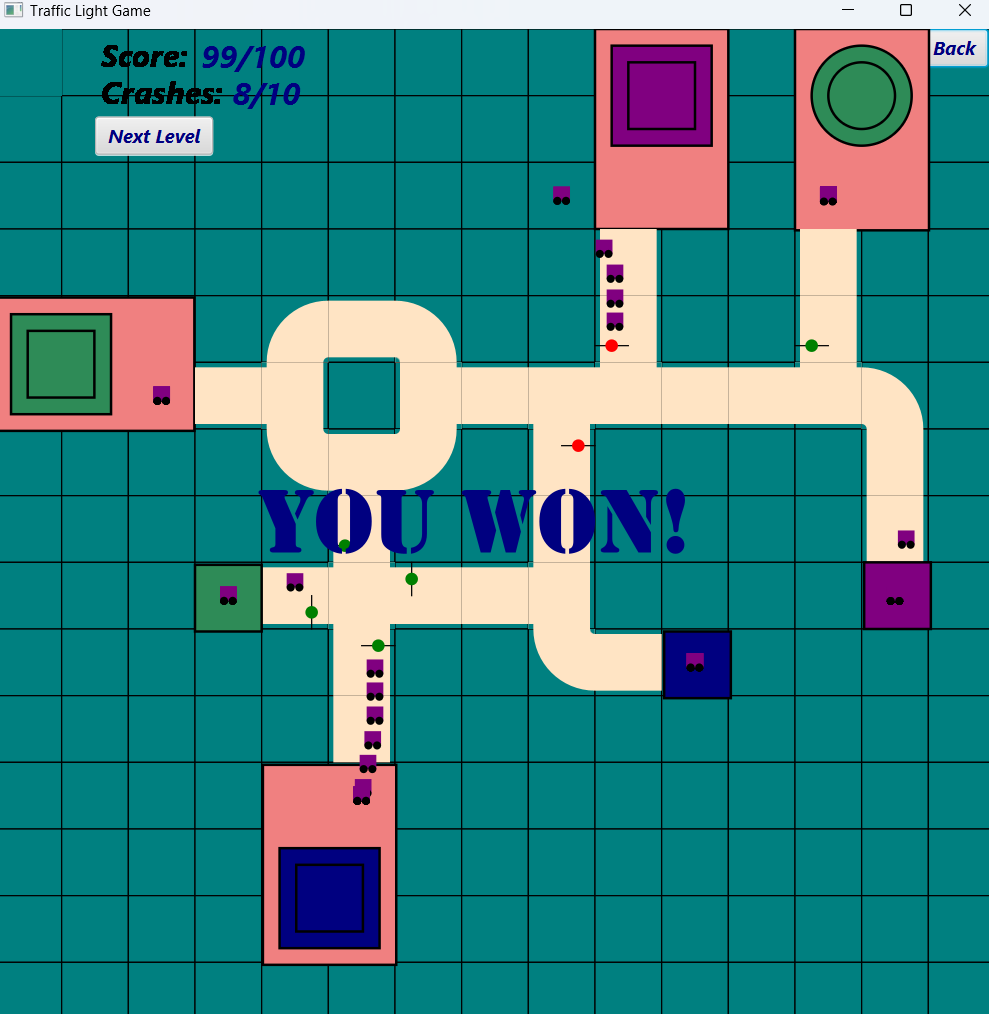 Traffic Light Game
Score: 99/100
Back
Crashes: 8/10
Next Level
YOU WON!